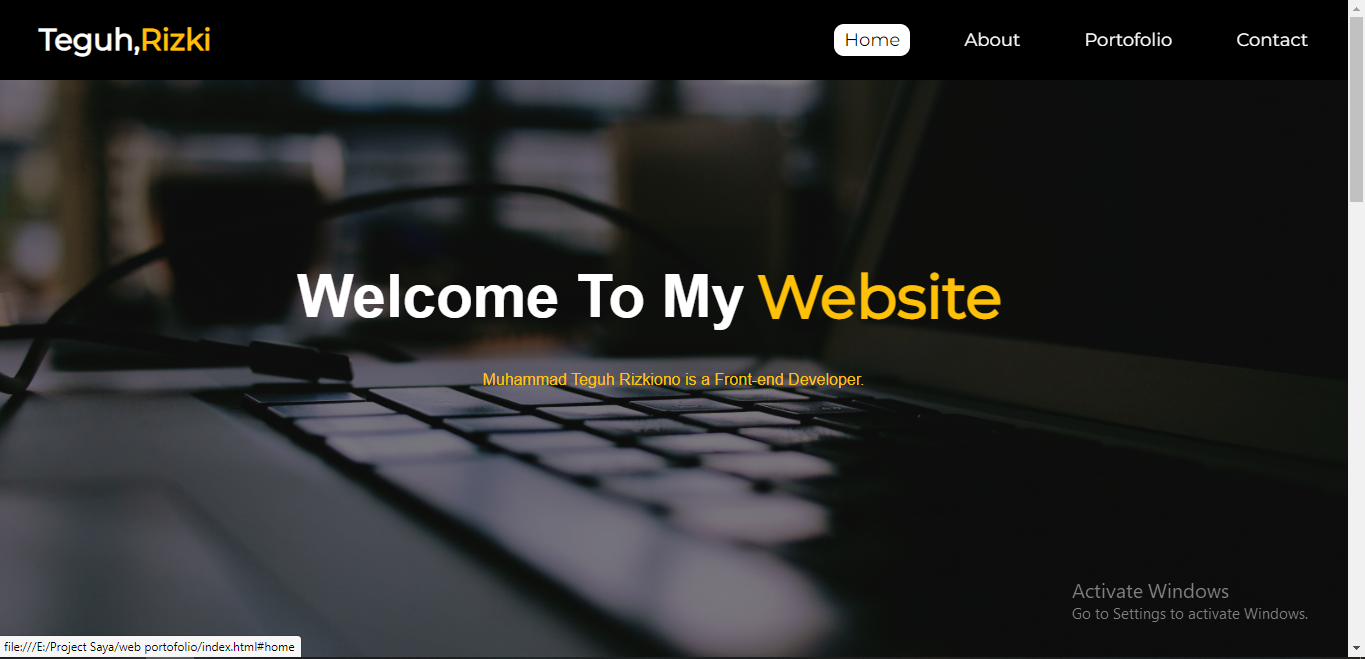 Teguh,Rizki
Home About Portofolio Contact
Welcome To My Website
Muhammad Teguh Rizkiono is a Front-end Developer.
Activate Windows
Go to Settings to activate Windows.
file:///E:/Project Saya/web portofolio/index.html#home